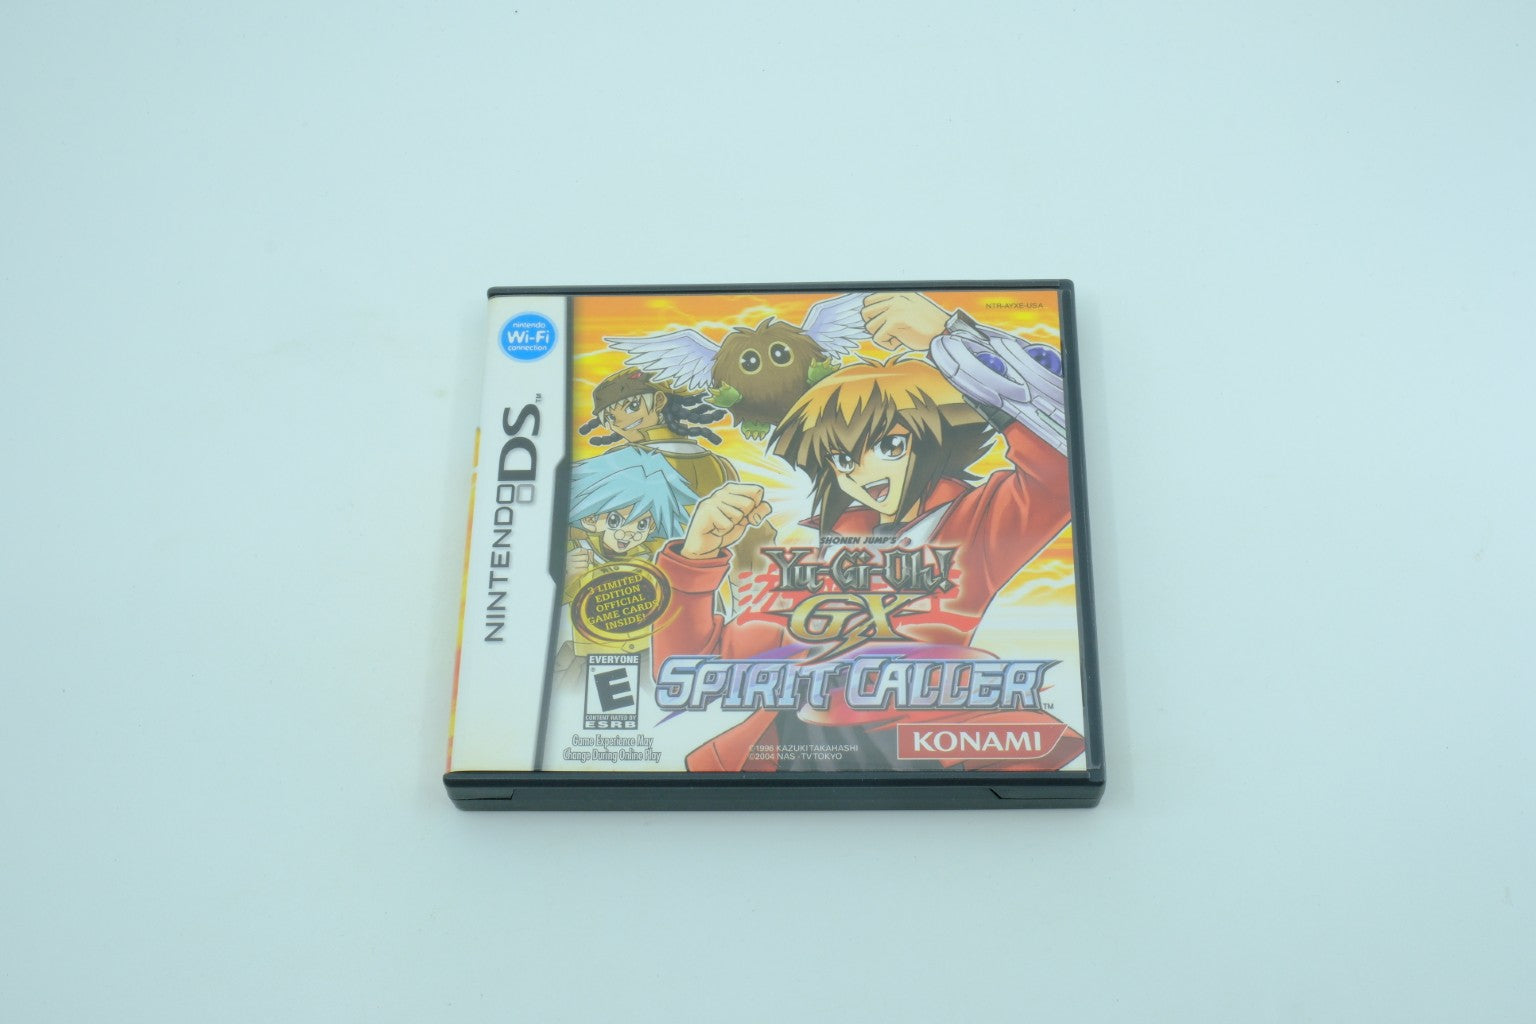 NTR-AYXE-USA
nintendo
Wi-Fi
connection
NINTENDO DS™
SHONEN JUMP'S
Yu-Gi-Oh!
GX
SPIRIT CALLER™
3 LIMITED
EDITION
OFFICIAL
GAME CARDS
INSIDE!
EVERYONE
E
®
CONTENT RATED BY
ESRB
Game Experience May
Change During Online Play
©1996 KAZUKI TAKAHASHI
©2004 NAS · TV TOKYO
KONAMI